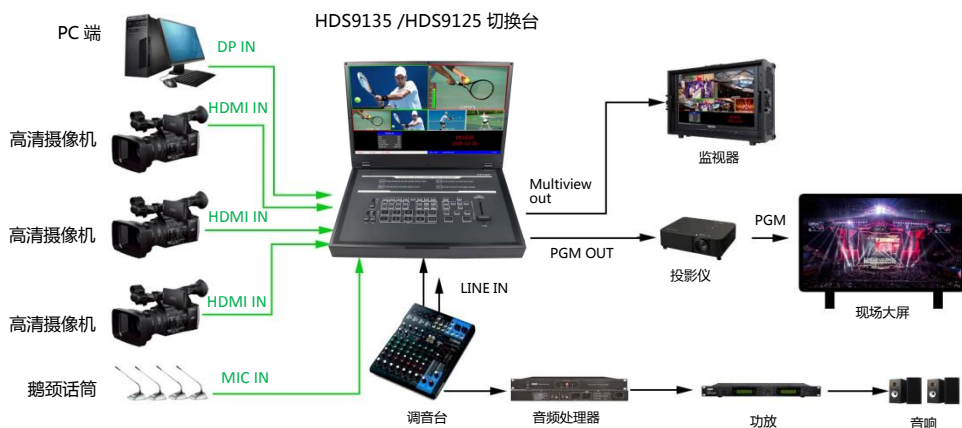 HDS9135 /HDS9125 切换台
PC 端
DP IN
高清摄像机
HDMI IN
监视器
Multiview
out
高清摄像机
HDMI IN
PGM OUT
PGM
投影仪
LINE IN
HDMI IN
高清摄像机
现场大屏
鹅颈话筒
MIC IN
调音台
音频处理器
功放
音响